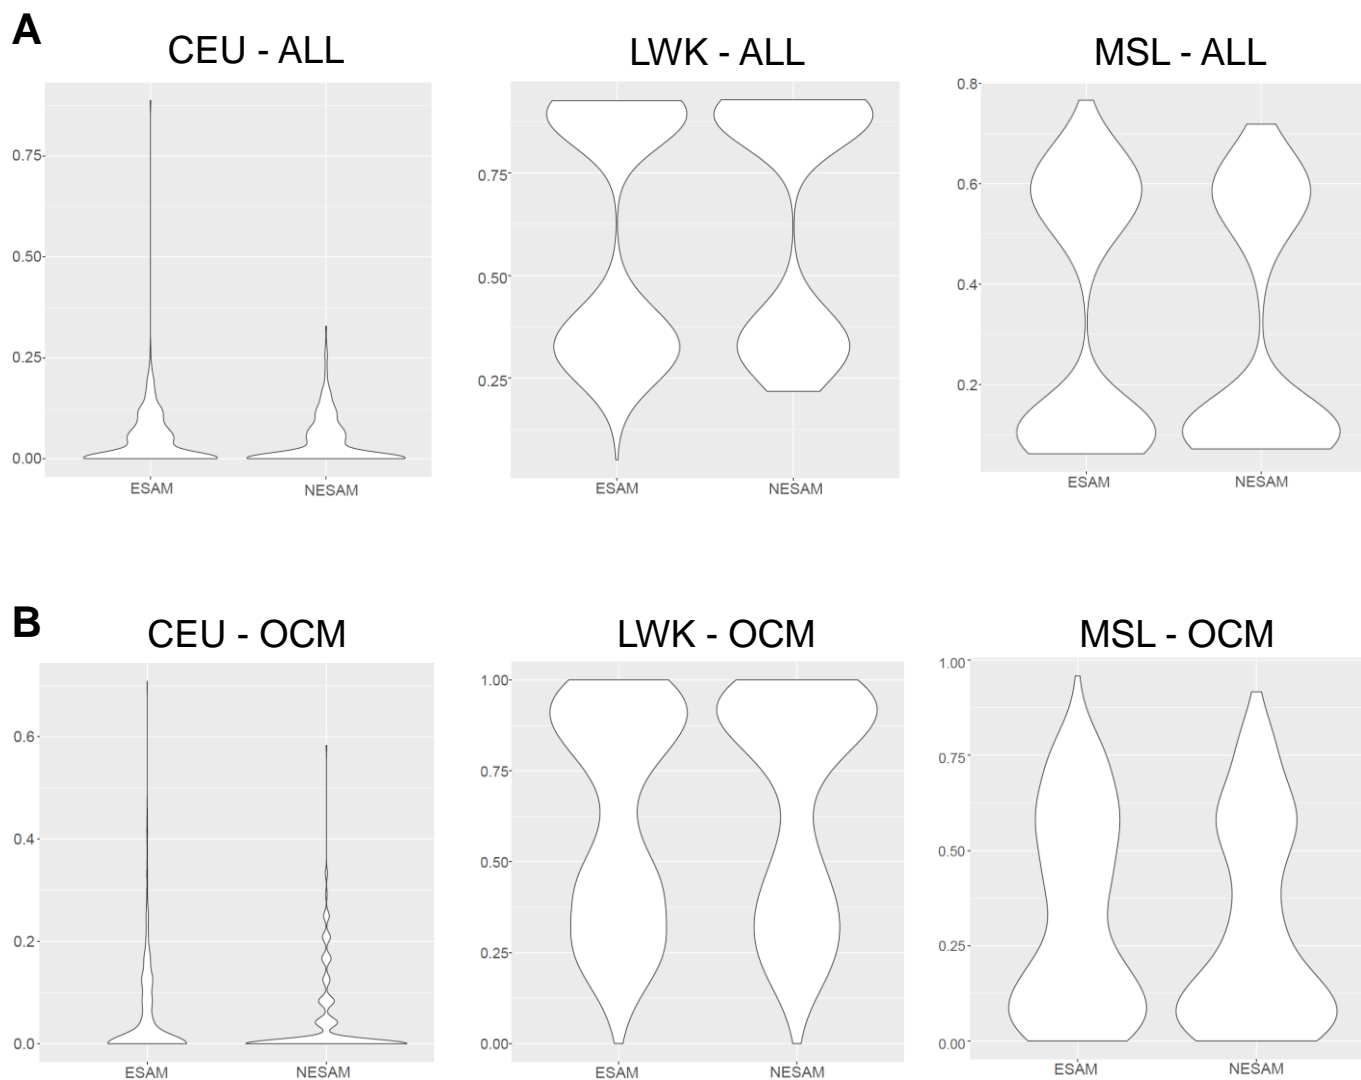 A
CEU - ALL
LWK - ALL
MSL - ALL
0.75
0.50
0.25
0.00
ESAM
NESAM
0.75
0.50
0.25
ESAM
NESAM
0.8
0.6
0.4
0.2
ESAM
NESAM
B
CEU - OCM
LWK - OCM
MSL - OCM
0.6
0.4
0.2
0.0
ESAM
NESAM
1.00
0.75
0.50
0.25
0.00
ESAM
NESAM
1.00
0.75
0.50
0.25
0.00
ESAM
NESAM